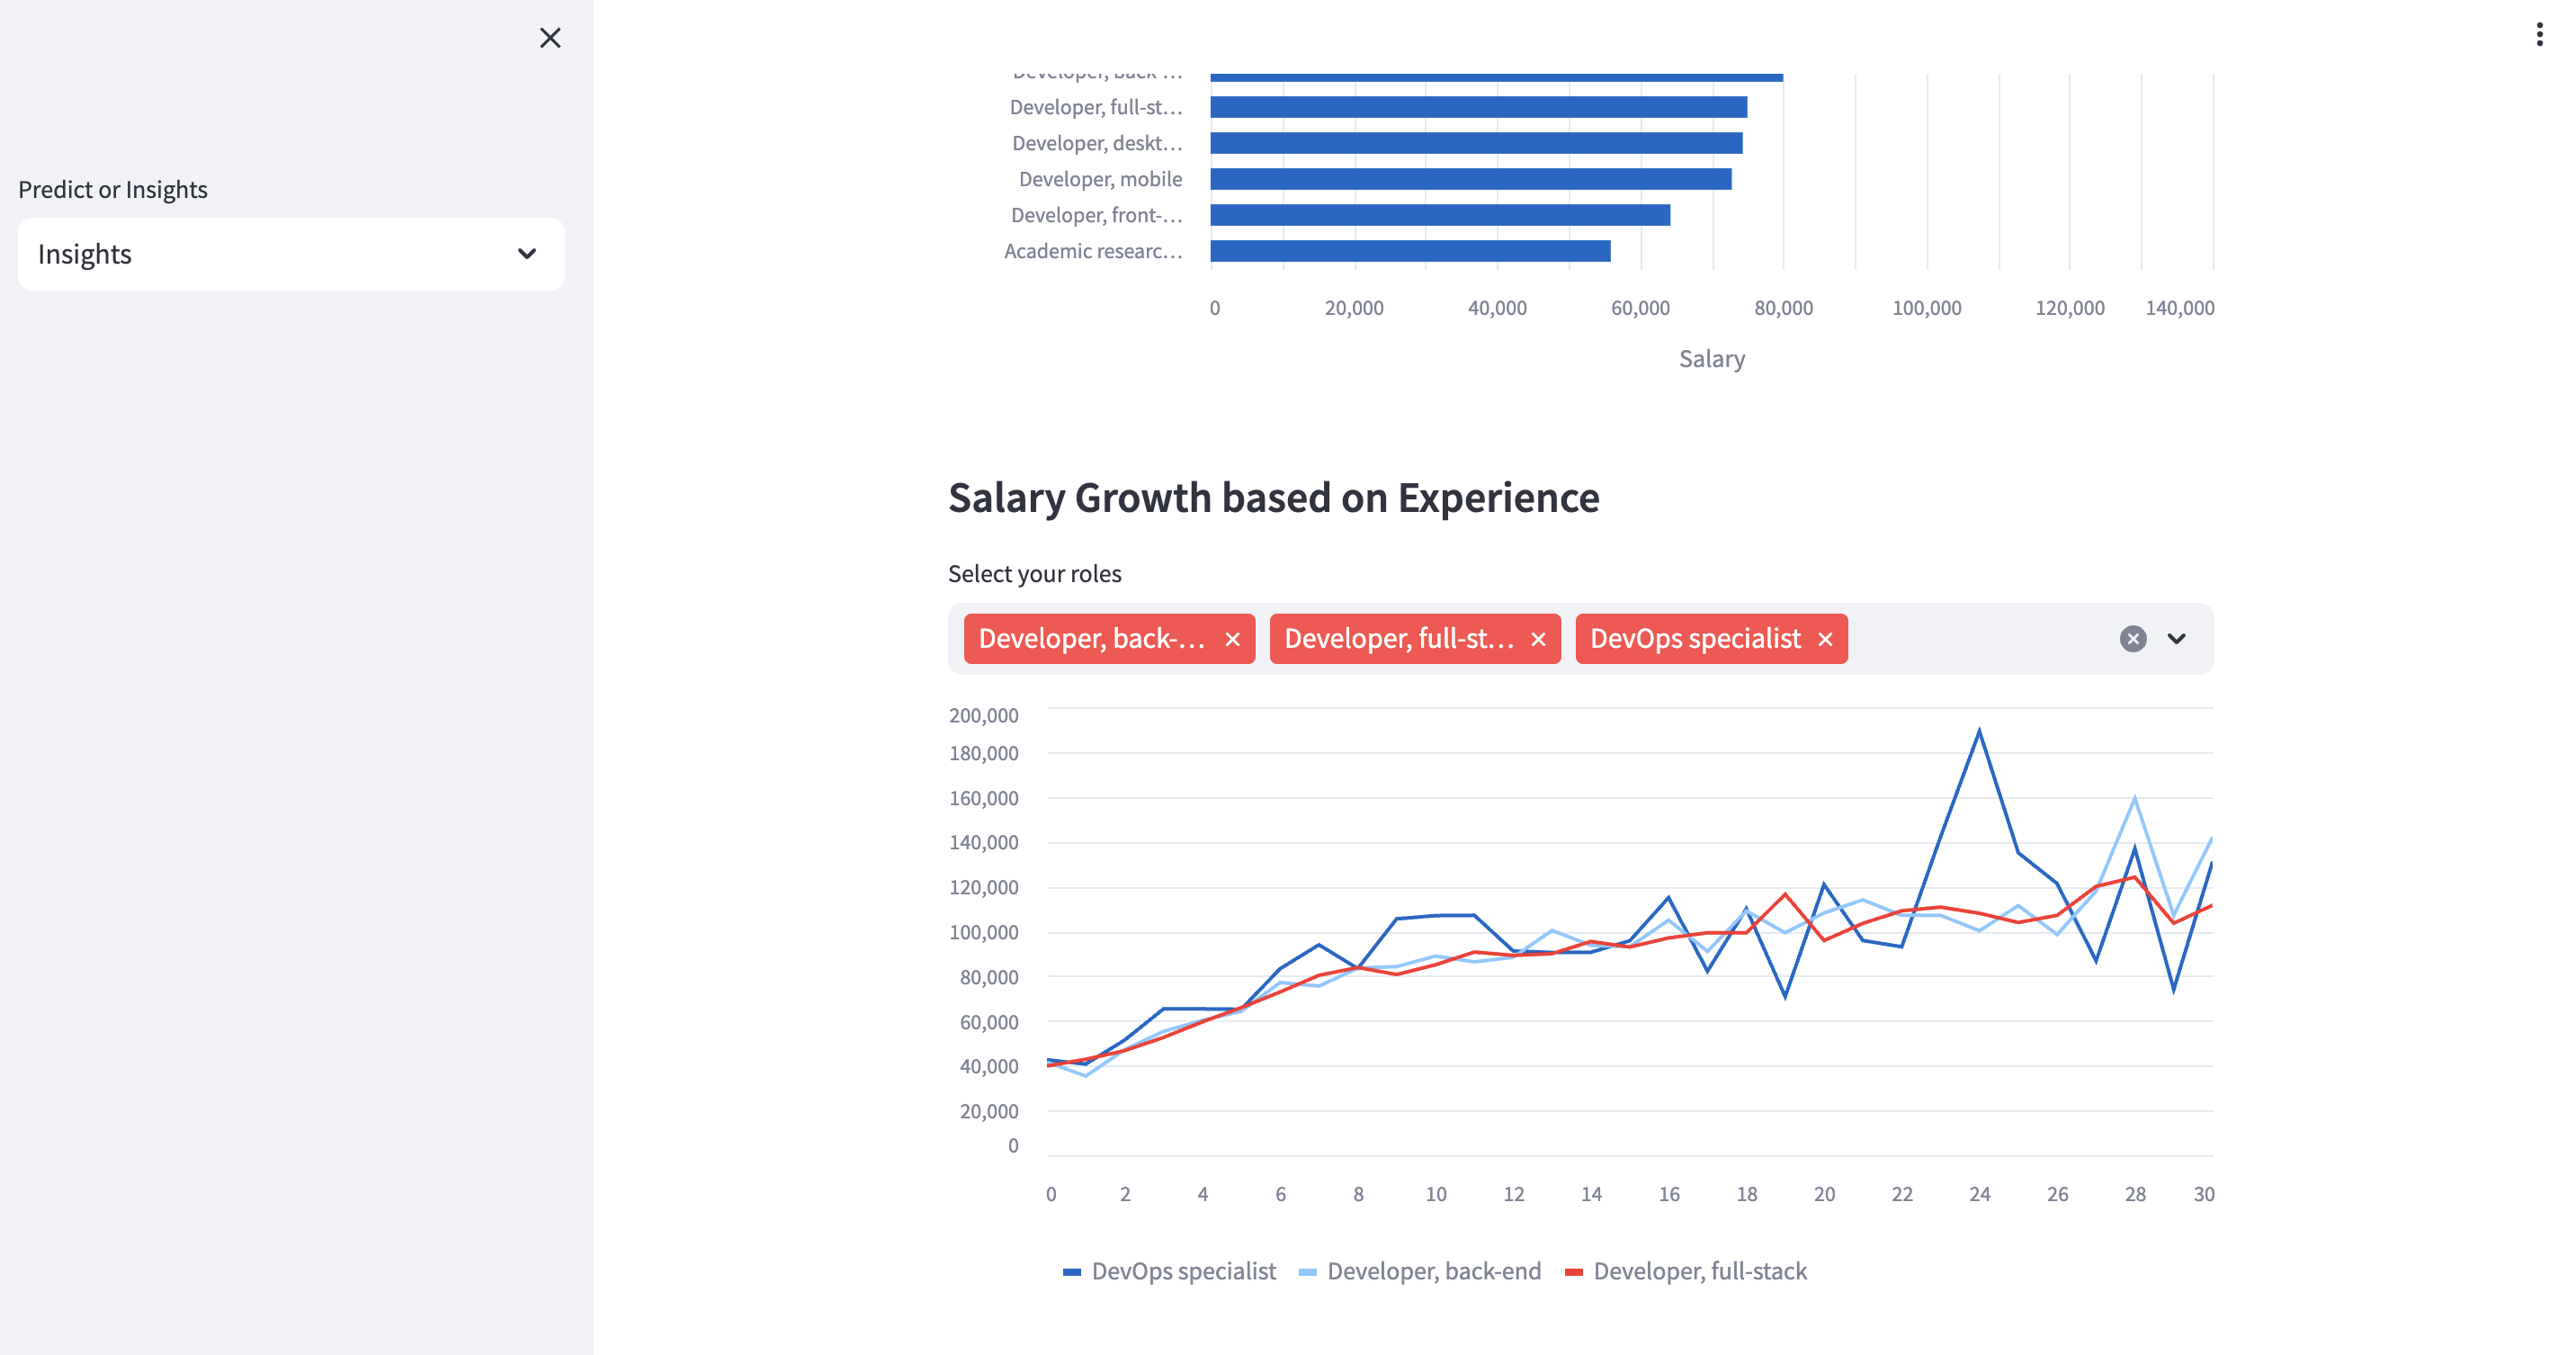 Predict or Insights
Insights
Developer, full-st…
Developer, deskt…
Developer, mobile
Developer, front-…
Academic researc…
0 20,000 40,000 60,000 80,000 100,000 120,000 140,000
Salary
Salary Growth based on Experience
Select your roles
Developer, back-… Developer, full-st… DevOps specialist
200,000
180,000
160,000
140,000
120,000
100,000
80,000
60,000
40,000
20,000
0
0 2 4 6 8 10 12 14 16 18 20 22 24 26 28 30
DevOps specialist Developer, back-end Developer, full-stack